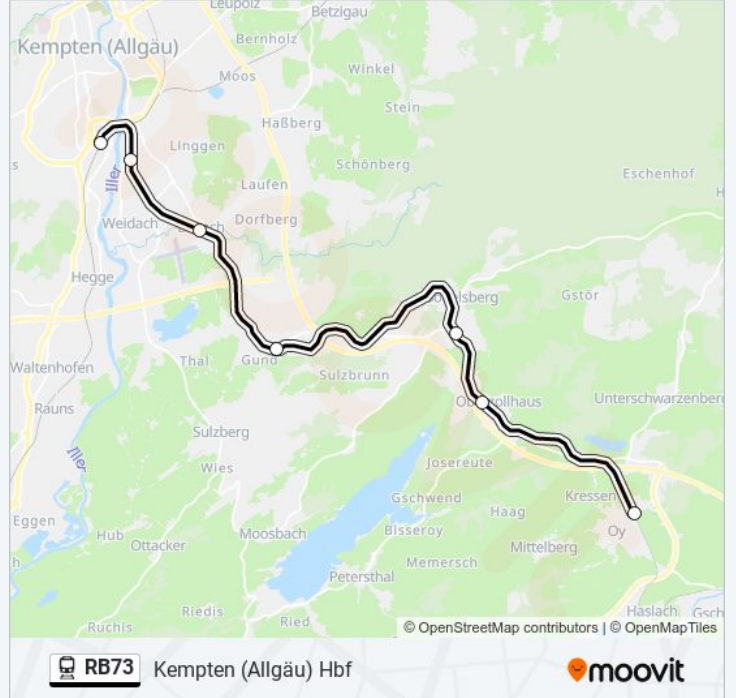 Leupolz
Betzigau
Kempten (Allgäu)
Bernholz
Winkel
Moos
Stein
Haßberg
Linggen
Schönberg
Eschenhof
s
Iller
Laufen
H
Weidach
Dorfberg
Hegge
Gstör
Waltenhofen
Thal
Gund
Sulzbrunn
Rauns
Unterschwarzenberg
Sulzberg
Iller
Wies
Josereute
Gschwend
Kressen
Eggen
Haag
Hub
Moosbach
Bisseroy
Oy
Ottacker
Mittelberg
h
Memersch
Petersthal
Riedis
Haslach
Gsch
Ried
Ruchis
© OpenStreetMap contributors | © OpenMapTiles
RB73 Kempten (Allgäu) Hbf
moovit